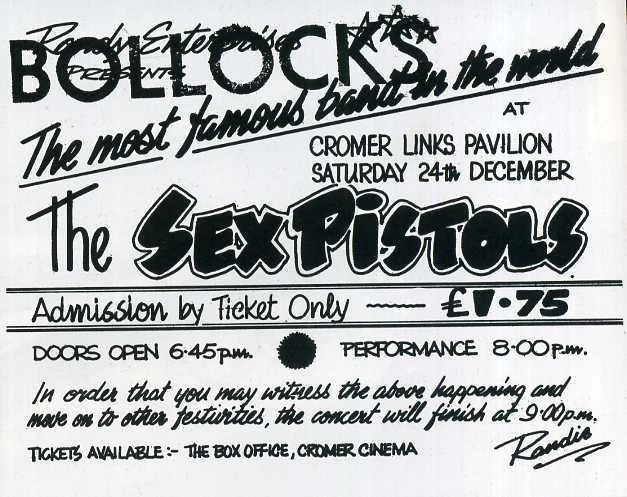 Randy Enterprises
BOLLOCKS
PRESENTS
The most famous band in the world
AT
CROMER LINKS PAVILION
SATURDAY 24th DECEMBER
The SEX PiSTOLS
Admission by Ticket Only — £1·75
DOORS OPEN 6·45p.m. PERFORMANCE 8·00p.m.
In order that you may witness the above happening and
move on to other festivities, the concert will finish at 9·00p.m.
TICKETS AVAILABLE:- THE BOX OFFICE, CROMER CINEMA
Randie